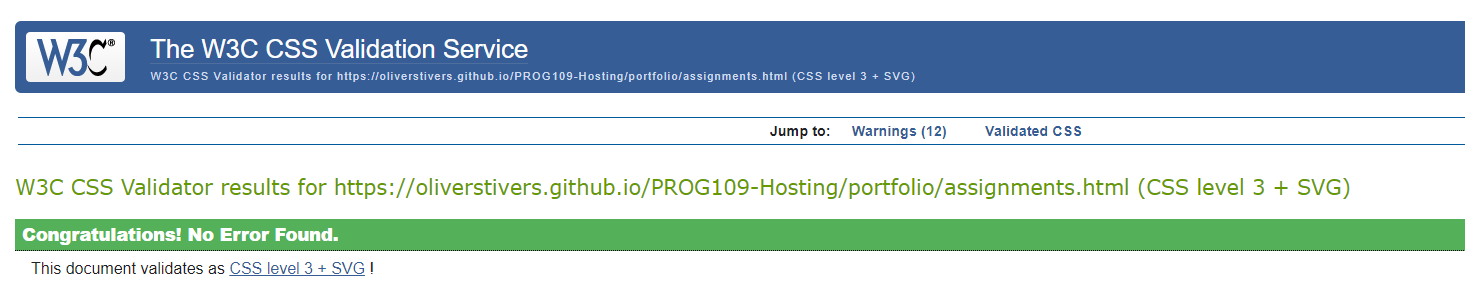 W3C®
The W3C CSS Validation Service
W3C CSS Validator results for https://oliverstivers.github.io/PROG109-Hosting/portfolio/assignments.html (CSS level 3 + SVG)
Jump to: Warnings (12) Validated CSS
W3C CSS Validator results for https://oliverstivers.github.io/PROG109-Hosting/portfolio/assignments.html (CSS level 3 + SVG)
Congratulations! No Error Found.
This document validates as CSS level 3 + SVG !